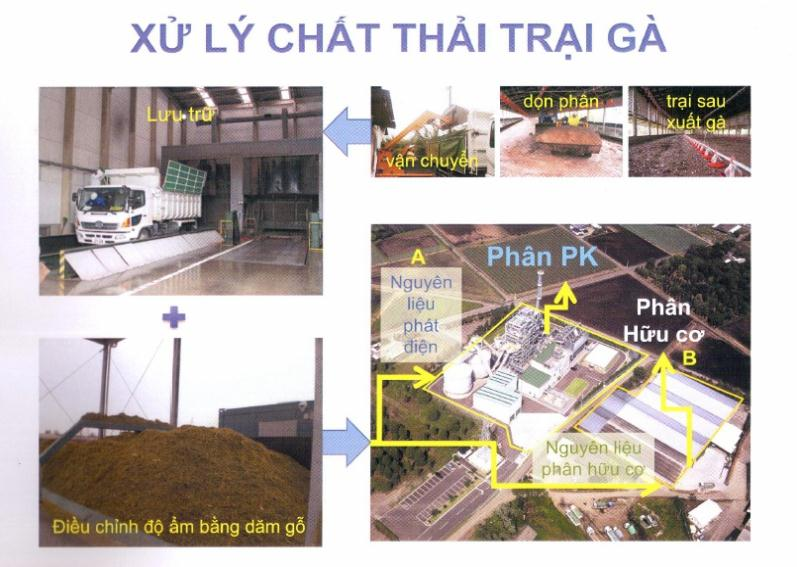 XỬ LÝ CHẤT THẢI TRẠI GÀ
Lưu trữ
vận chuyển
dọn phân
trại sau
xuất gà
Điều chỉnh độ ẩm bằng dăm gỗ
A
Nguyên
liệu
phát
điện
Phân PK
Phân
Hữu cơ
B
Nguyên liệu
phân hữu cơ